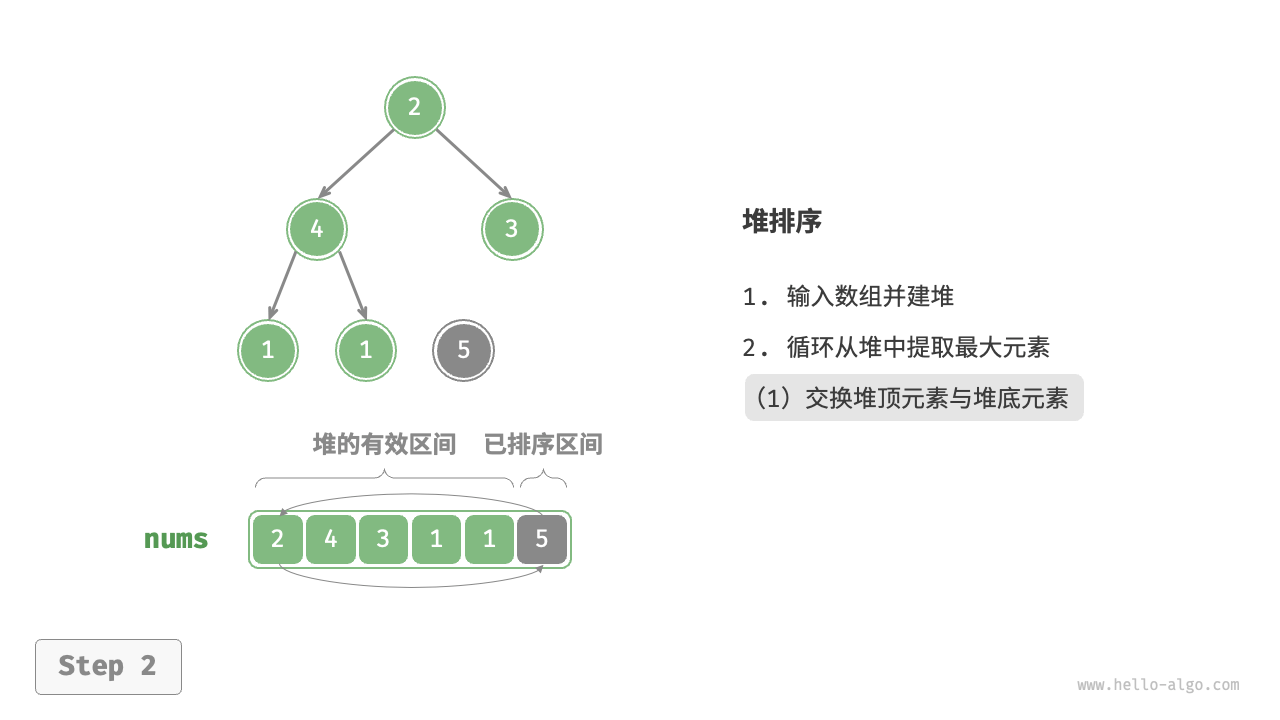 2
4 3
1 1 5
堆排序
1. 输入数组并建堆
2. 循环从堆中提取最大元素
（1）交换堆顶元素与堆底元素
堆的有效区间 已排序区间
nums 2 4 3 1 1 5
Step 2
www.hello-algo.com